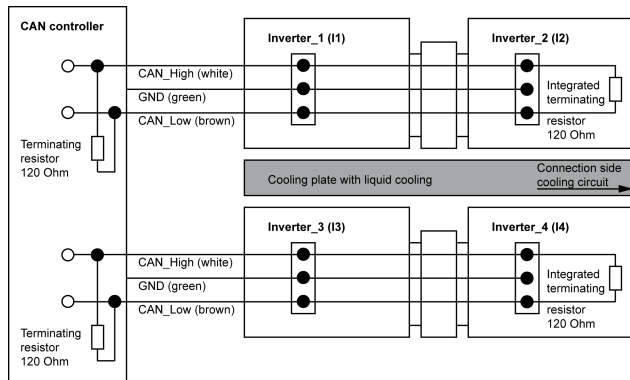 CAN controller
Inverter_1 (I1)
Inverter_2 (I2)
CAN_High (white)
GND (green)
CAN_Low (brown)
Integrated
terminating
resistor
120 Ohm
Terminating
resistor
120 Ohm
Cooling plate with liquid cooling
Connection side
cooling circuit
Inverter_3 (I3)
Inverter_4 (I4)
CAN_High (white)
GND (green)
CAN_Low (brown)
Integrated
terminating
resistor
120 Ohm
Terminating
resistor
120 Ohm